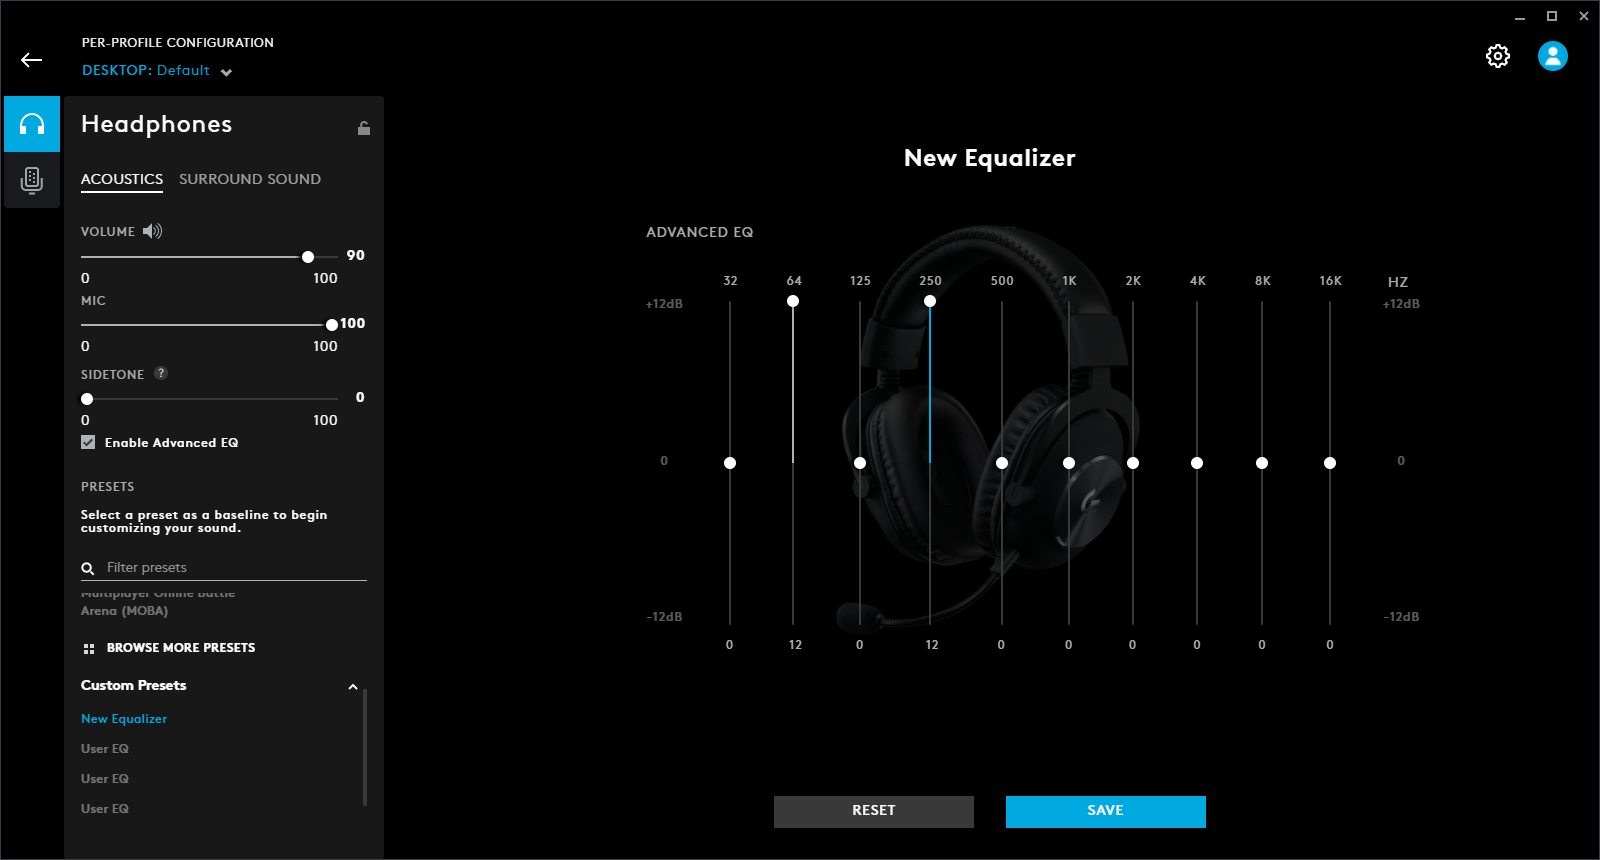 PER-PROFILE CONFIGURATION
DESKTOP: Default
Headphones
ACOUSTICS SURROUND SOUND
VOLUME
90
0 100
MIC
100
0 100
SIDETONE ?
0
0 100
Enable Advanced EQ
PRESETS
Select a preset as a baseline to begin
customizing your sound.
Filter presets
Multiplayer Online Battle
Arena (MOBA)
BROWSE MORE PRESETS
Custom Presets
New Equalizer
User EQ
User EQ
User EQ
New Equalizer
ADVANCED EQ
32 64 125 250 500 1K 2K 4K 8K 16K HZ
+12dB +12dB
0 0
-12dB -12dB
0 12 0 12 0 0 0 0 0 0
RESET SAVE